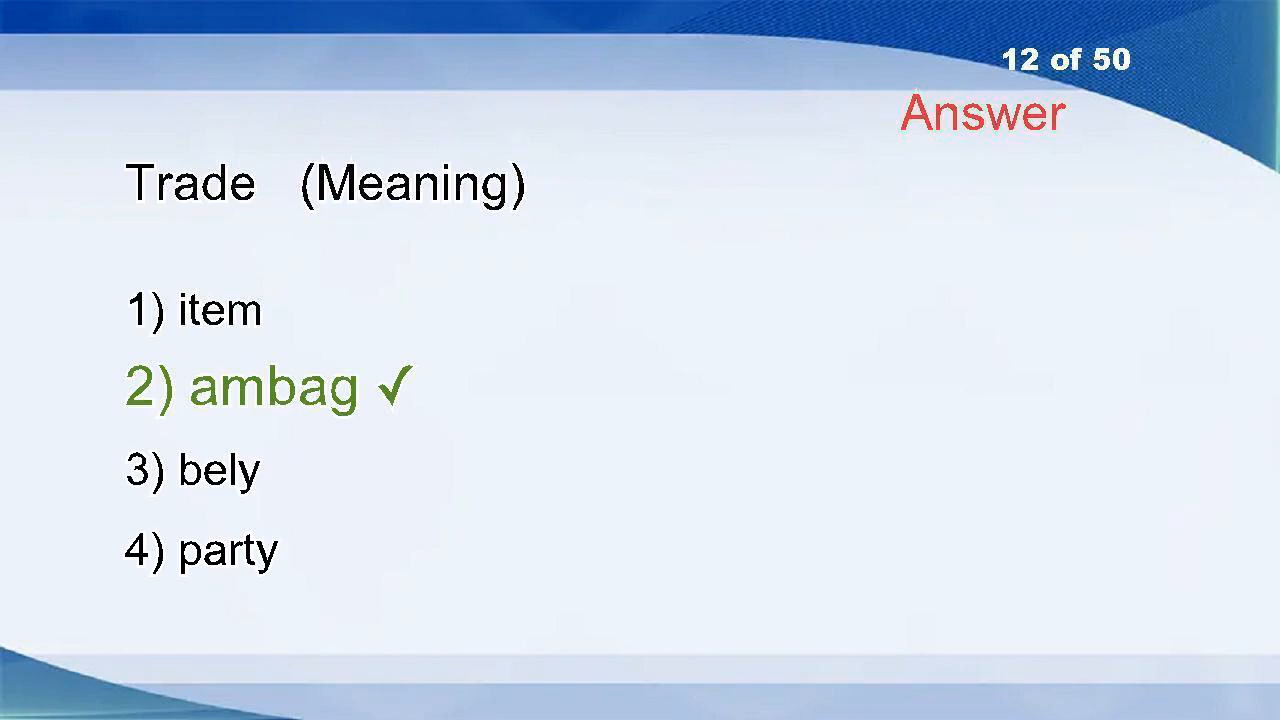 12 of 50
Answer
Trade (Meaning)
1) item
2) ambag ✓
3) bely
4) party